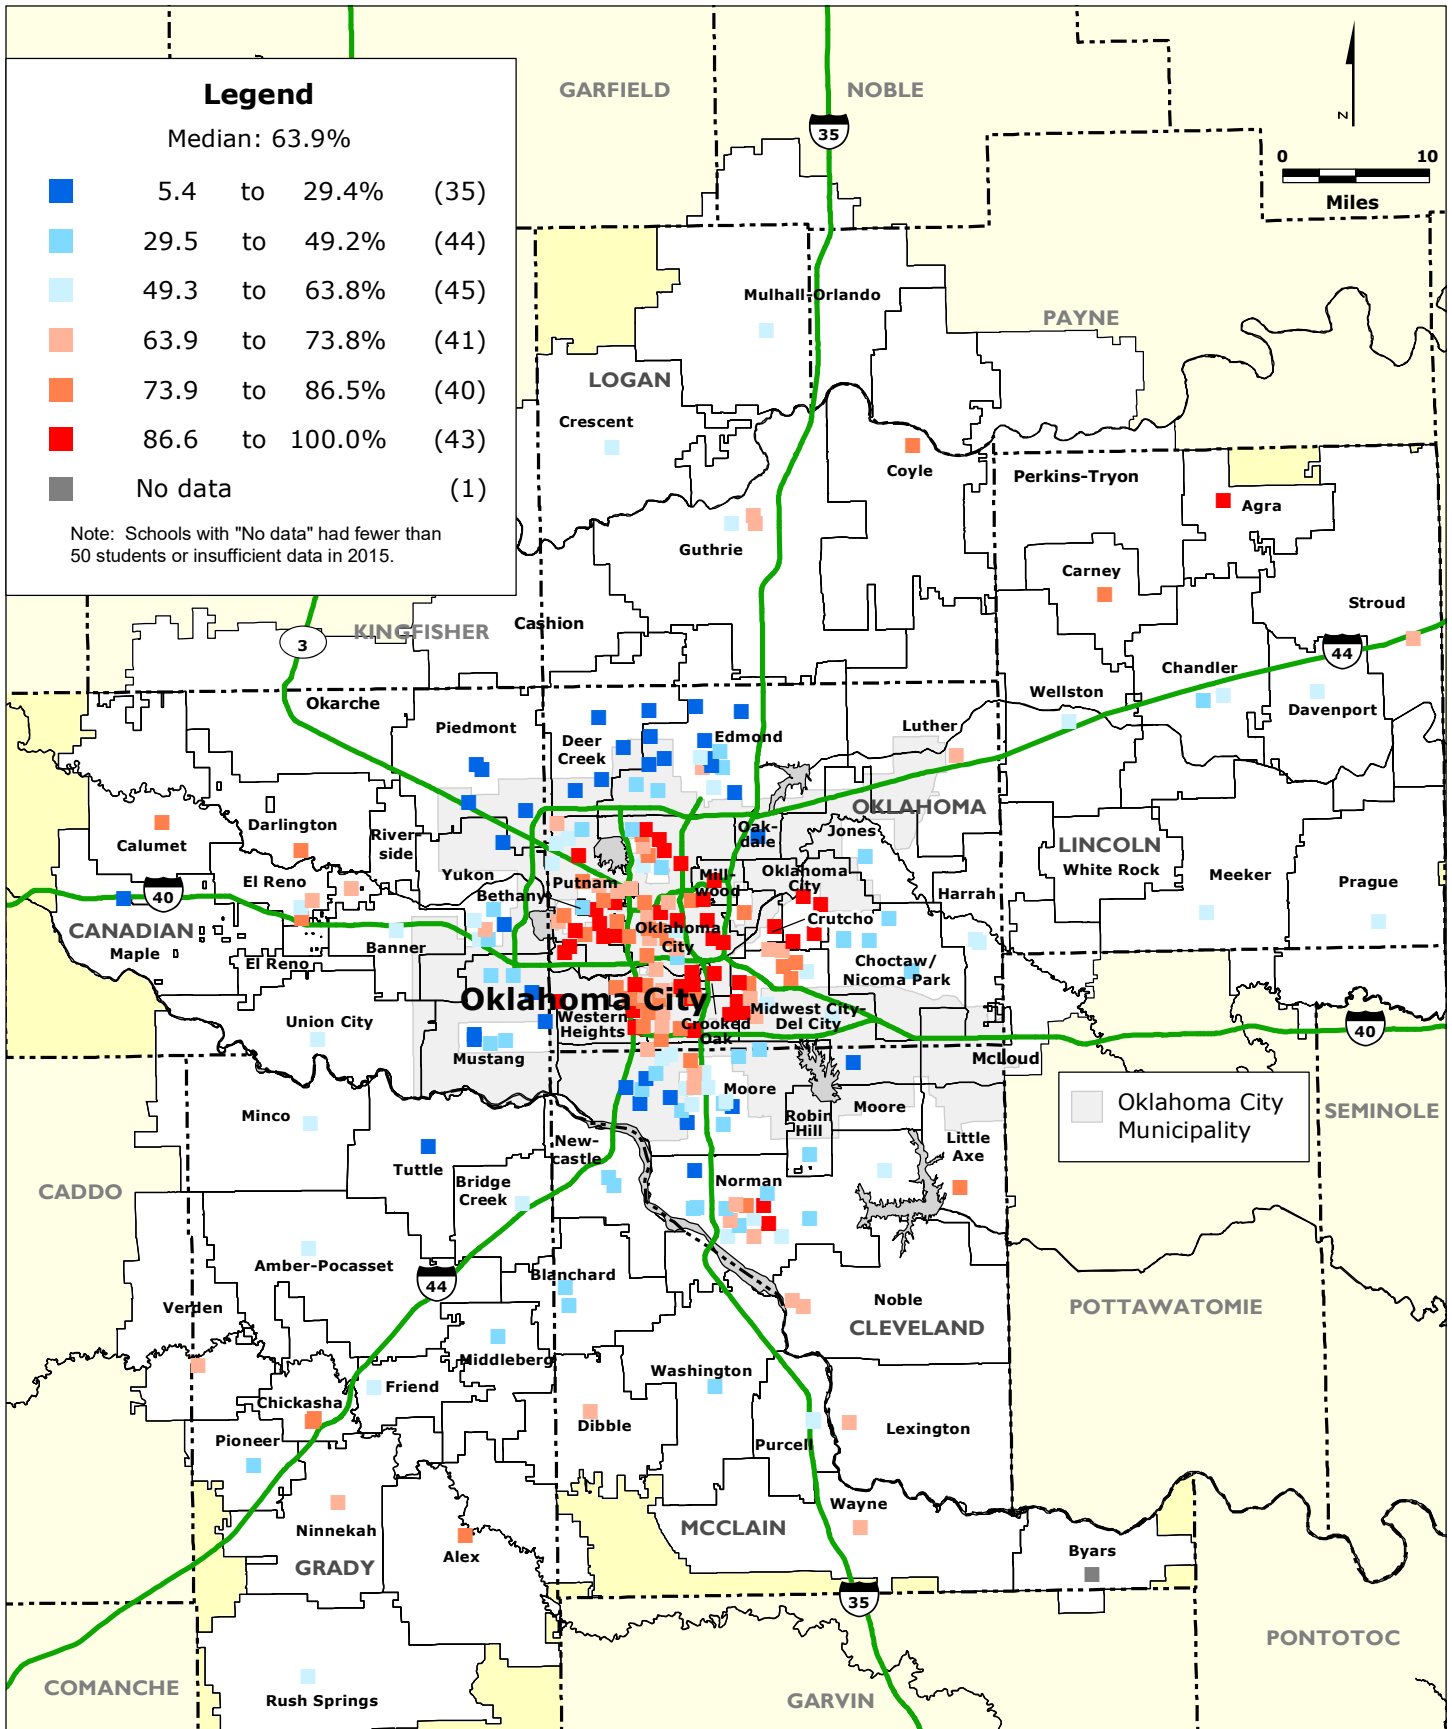 Legend
Median: 63.9%
5.4 to 29.4% (35)
29.5 to 49.2% (44)
49.3 to 63.8% (45)
63.9 to 73.8% (41)
73.9 to 86.5% (40)
86.6 to 100.0% (43)
No data (1)
Note: Schools with "No data" had fewer than
50 students or insufficient data in 2015.
GARFIELD
NOBLE
35
z
0 10
Miles
Mulhall-Orlando
PAYNE
LOGAN
Crescent
Coyle
Perkins-Tryon
Agra
Guthrie
Carney
Stroud
Cashion
KINGFISHER
3
44
Chandler
Wellston
Okarche
Davenport
Piedmont
Luther
Edmond
Deer
Creek
OKLAHOMA
Darlington
River-
side
Calumet
Oak-
dale
Jones
LINCOLN
White Rock
Meeker
Prague
El Reno
Yukon
Putnam
Mill-
wood
Oklahoma
City
Bethany
Harrah
40
CANADIAN
Maple
Banner
Crutcho
Oklahoma
City
El Reno
Choctaw/
Nicoma Park
Oklahoma City
Union City
Western
Heights
Crooked
Oak
Midwest City-
Del City
40
Mustang
McLoud
Moore
Oklahoma City
Municipality
SEMINOLE
Minco
Robin
Hill
Moore
Tuttle
New-
castle
Little
Axe
CADDO
Bridge
Creek
Norman
Amber-Pocasset
44
Blanchard
Verden
Noble
CLEVELAND
POTTAWATOMIE
Middleberg
Washington
Friend
Chickasha
Dibble
Lexington
Pioneer
Purcell
Wayne
Ninnekah
MCCLAIN
Alex
GRADY
Byars
35
PONTOTOC
COMANCHE
Rush Springs
GARVIN